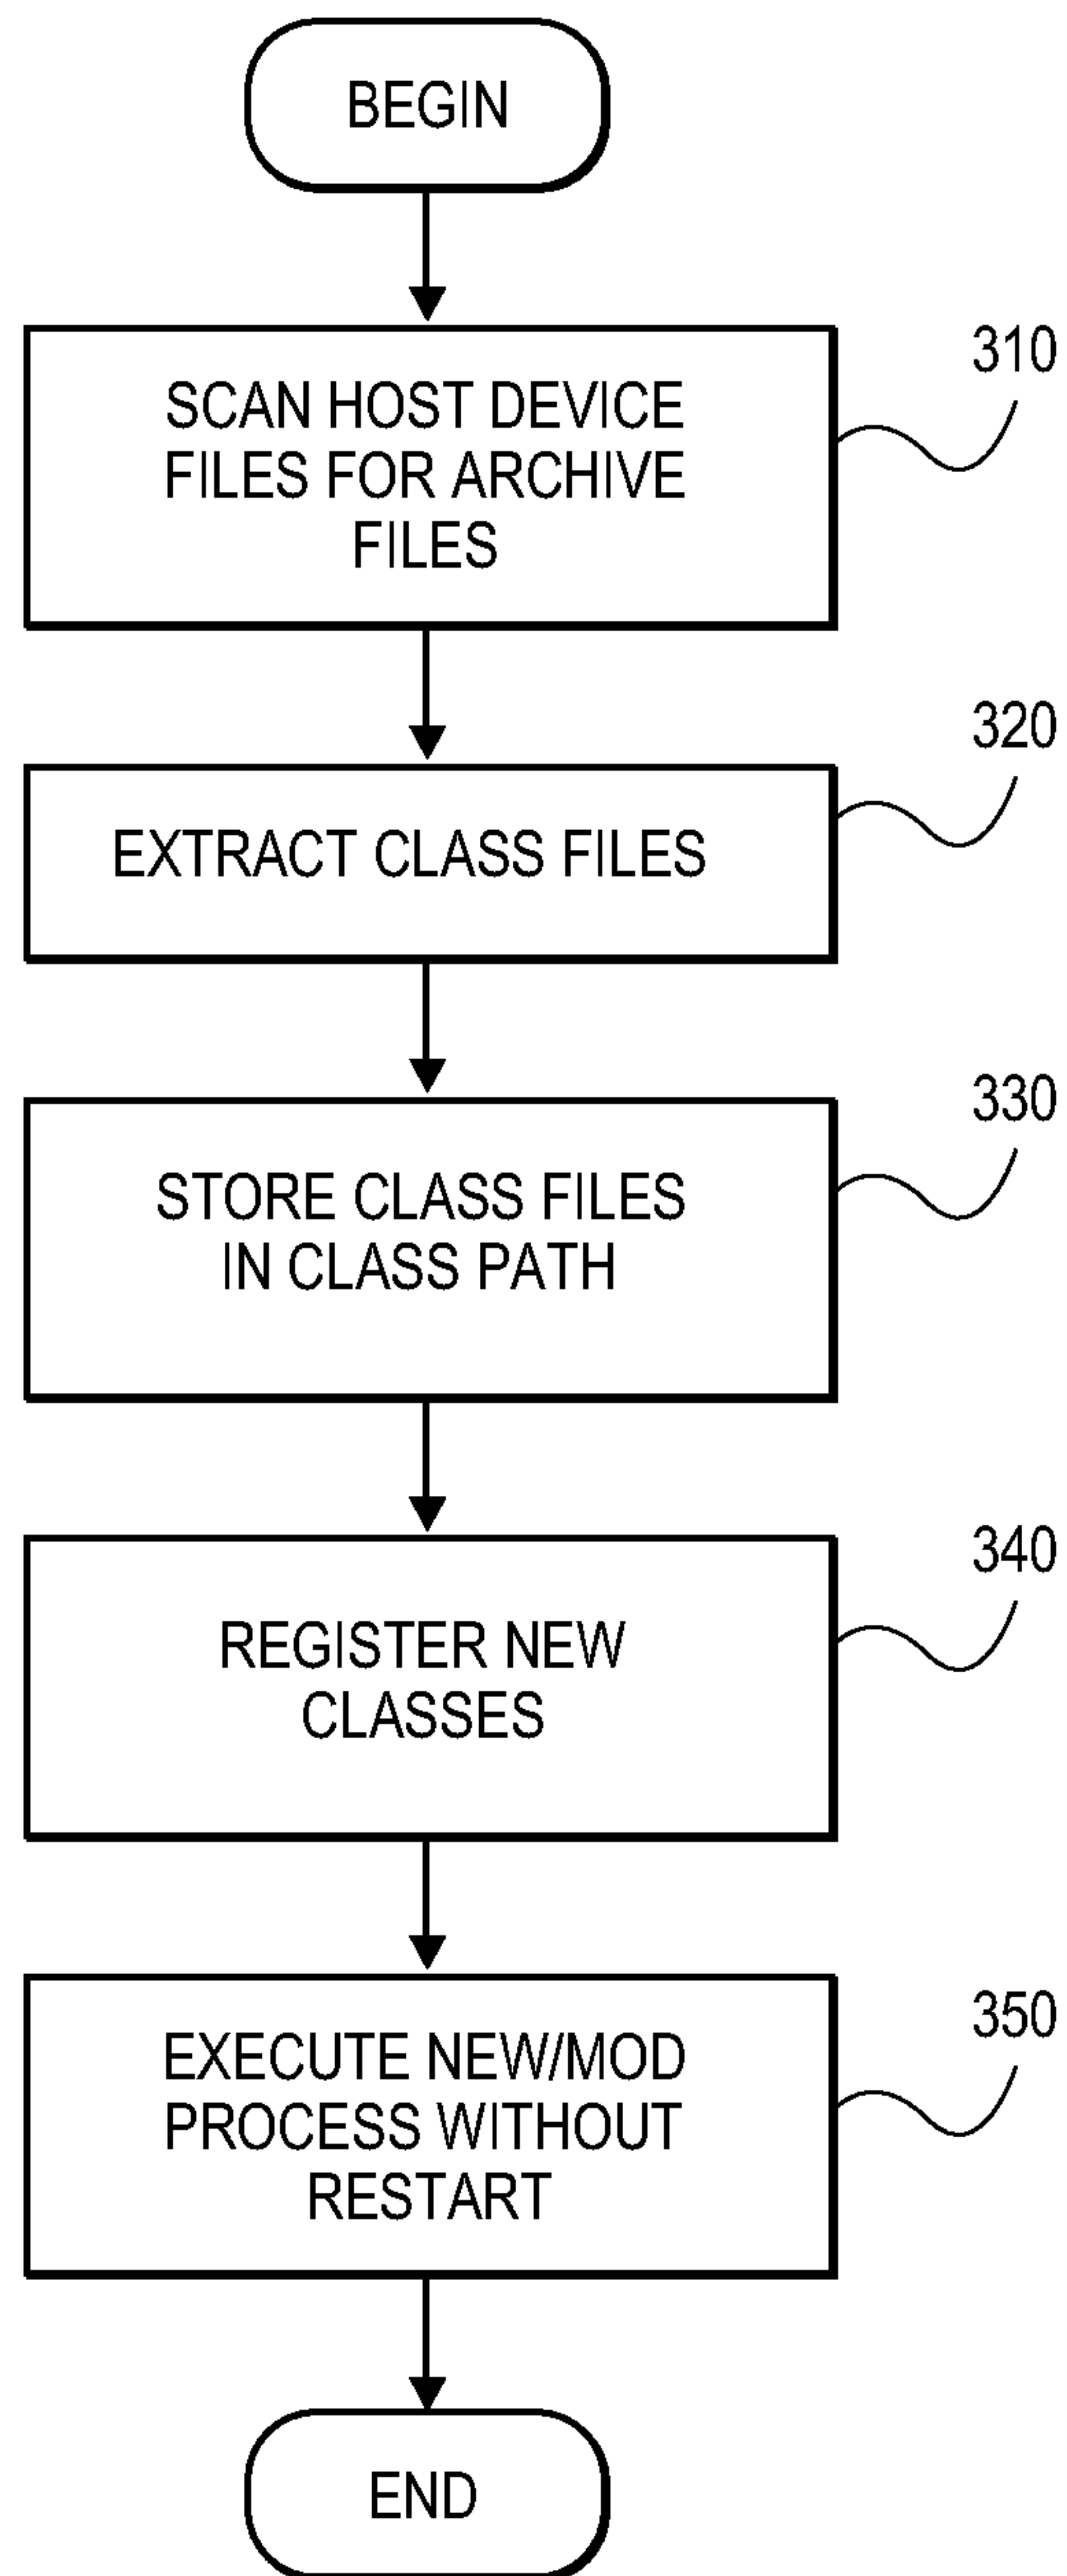 BEGIN
310
SCAN HOST DEVICE
FILES FOR ARCHIVE
FILES
320
EXTRACT CLASS FILES
330
STORE CLASS FILES
IN CLASS PATH
340
REGISTER NEW
CLASSES
350
EXECUTE NEW/MOD
PROCESS WITHOUT
RESTART
END